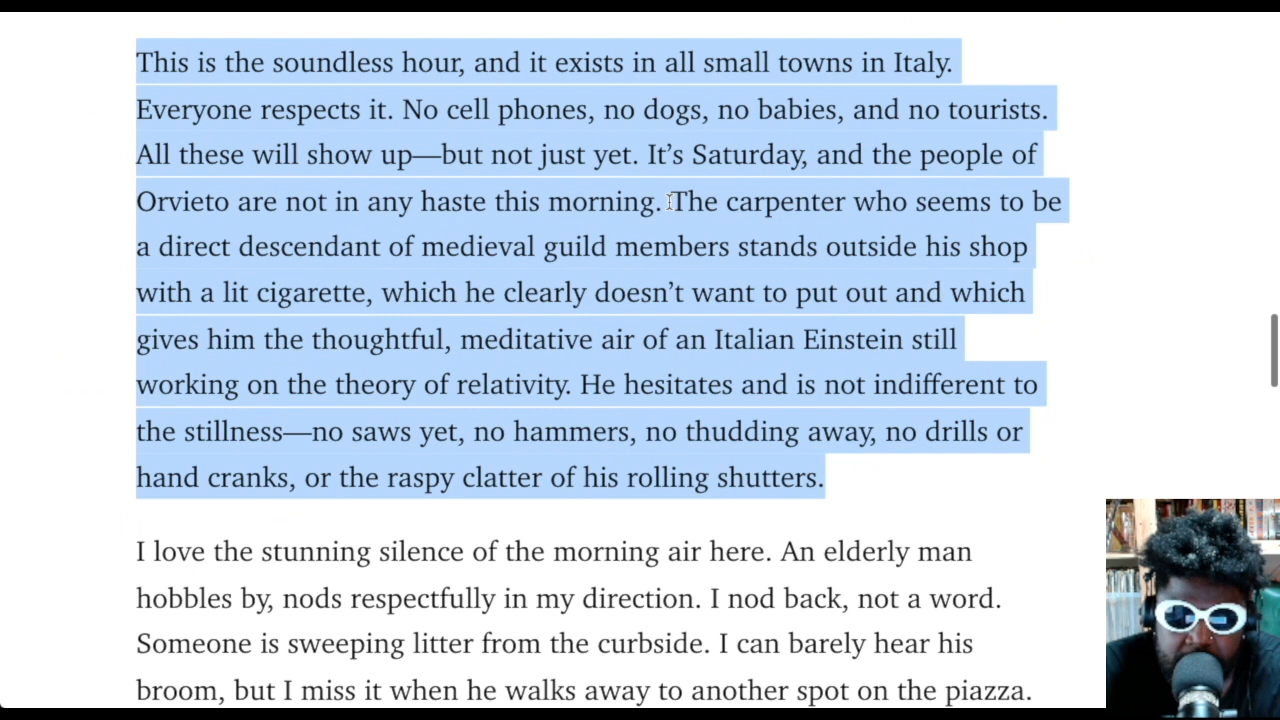 This is the soundless hour, and it exists in all small towns in Italy.
Everyone respects it. No cell phones, no dogs, no babies, and no tourists.
All these will show up—but not just yet. It’s Saturday, and the people of
Orvieto are not in any haste this morning. The carpenter who seems to be
a direct descendant of medieval guild members stands outside his shop
with a lit cigarette, which he clearly doesn’t want to put out and which
gives him the thoughtful, meditative air of an Italian Einstein still
working on the theory of relativity. He hesitates and is not indifferent to
the stillness—no saws yet, no hammers, no thudding away, no drills or
hand cranks, or the raspy clatter of his rolling shutters.
I love the stunning silence of the morning air here. An elderly man
hobbles by, nods respectfully in my direction. I nod back, not a word.
Someone is sweeping litter from the curbside. I can barely hear his
broom, but I miss it when he walks away to another spot on the piazza.